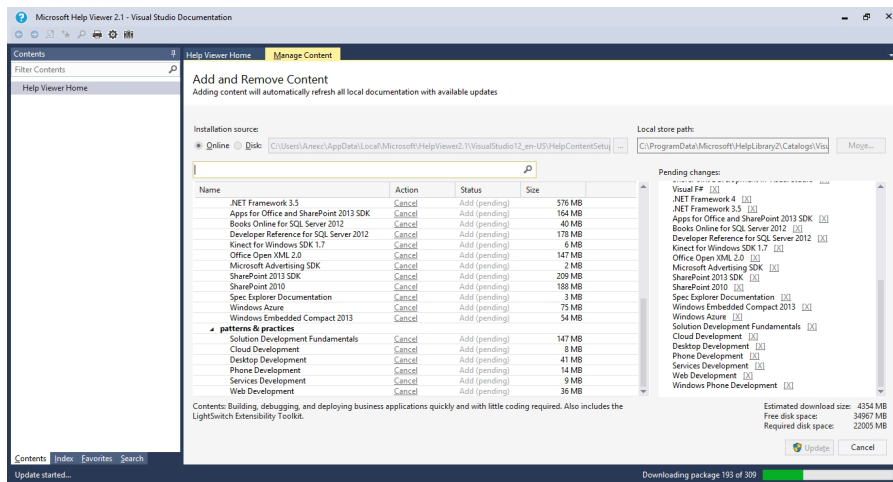 Microsoft Help Viewer 2.1 - Visual Studio Documentation
Contents
Filter Contents
Help Viewer Home
Help Viewer Home Manage Content
Add and Remove Content
Adding content will automatically refresh all local documentation with available updates
Installation source:
Online Disk: C:\Users\Алекс\AppData\Local\Microsoft\HelpViewer2.1\VisualStudio12_en-US\HelpContentSetu ...
Local store path:
C:\ProgramData\Microsoft\HelpLibrary2\Catalogs\Visu Move...
Name Action Status Size
.NET Framework 3.5 Cancel Add (pending) 576 MB
Apps for Office and SharePoint 2013 SDK Cancel Add (pending) 164 MB
Books Online for SQL Server 2012 Cancel Add (pending) 40 MB
Developer Reference for SQL Server 2012 Cancel Add (pending) 178 MB
Kinect for Windows SDK 1.7 Cancel Add (pending) 6 MB
Office Open XML 2.0 Cancel Add (pending) 147 MB
Microsoft Advertising SDK Cancel Add (pending) 2 MB
SharePoint 2013 SDK Cancel Add (pending) 209 MB
SharePoint 2010 Cancel Add (pending) 188 MB
Spec Explorer Documentation Cancel Add (pending) 3 MB
Windows Azure Cancel Add (pending) 75 MB
Windows Embedded Compact 2013 Cancel Add (pending) 54 MB
patterns & practices
Solution Development Fundamentals Cancel Add (pending) 147 MB
Cloud Development Cancel Add (pending) 8 MB
Desktop Development Cancel Add (pending) 41 MB
Phone Development Cancel Add (pending) 14 MB
Services Development Cancel Add (pending) 9 MB
Web Development Cancel Add (pending) 36 MB
Pending changes:
Visual F# [X]
.NET Framework 4 [X]
.NET Framework 3.5 [X]
Apps for Office and SharePoint 2013 SDK [X]
Books Online for SQL Server 2012 [X]
Developer Reference for SQL Server 2012 [X]
Kinect for Windows SDK 1.7 [X]
Office Open XML 2.0 [X]
Microsoft Advertising SDK [X]
SharePoint 2013 SDK [X]
SharePoint 2010 [X]
Spec Explorer Documentation [X]
Windows Embedded Compact 2013 [X]
Windows Azure [X]
Solution Development Fundamentals [X]
Cloud Development [X]
Desktop Development [X]
Phone Development [X]
Services Development [X]
Web Development [X]
Windows Phone Development [X]
Contents: Building, debugging, and deploying business applications quickly and with little coding required. Also includes the
LightSwitch Extensibility Toolkit.
Estimated download size: 4354 MB
Free disk space: 34967 MB
Required disk space: 22005 MB
Update Cancel
Contents Index Favorites Search
Update started... Downloading package 193 of 309